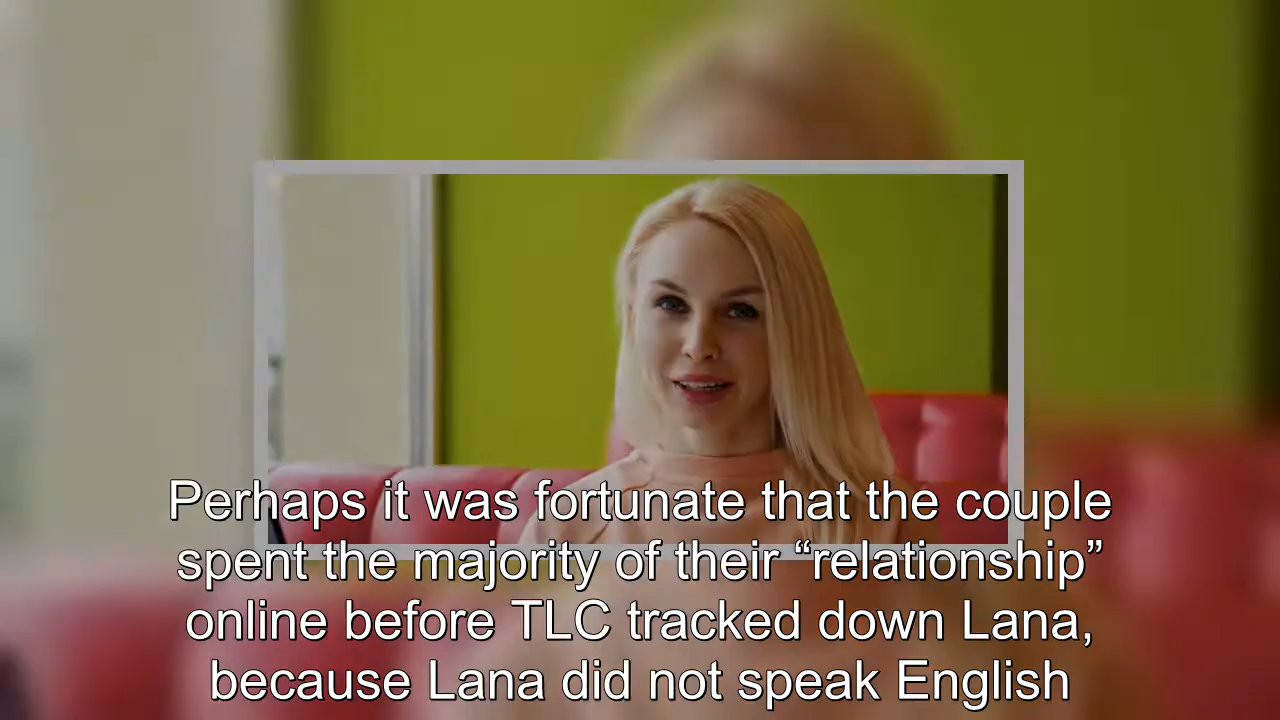 Perhaps it was fortunate that the couple
spent the majority of their “relationship”
online before TLC tracked down Lana,
because Lana did not speak English